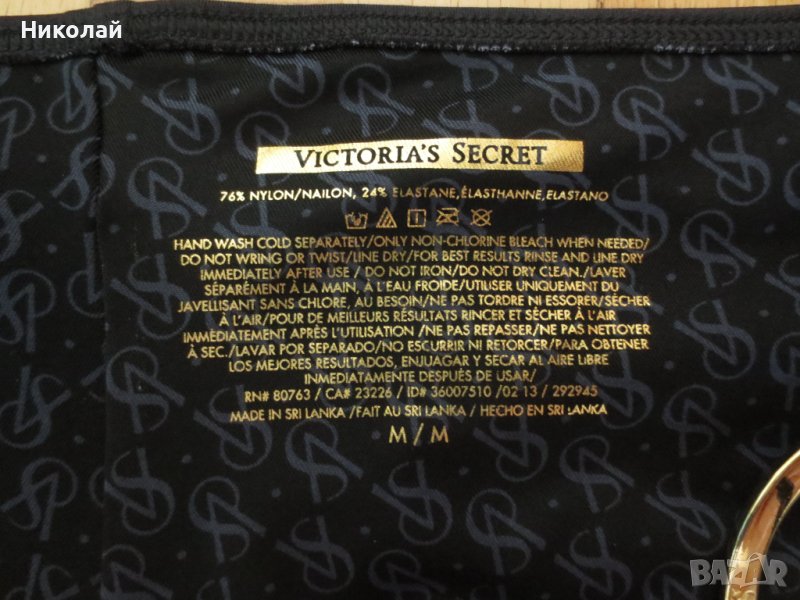 Николай
VICTORIA'S SECRET
76% NYLON/NAILON, 24% ELASTANE,ÉLASTHANNE,ELASTANO
HAND WASH COLD SEPARATELY/ONLY NON-CHLORINE BLEACH WHEN NEEDED/
DO NOT WRING OR TWIST/LINE DRY/FOR BEST RESULTS RINSE AND LINE DRY
IMMEDIATELY AFTER USE / DO NOT IRON/DO NOT DRY CLEAN./LAVER
SÉPARÉMENT À LA MAIN, À L'EAU FROIDE/UTILISER UNIQUEMENT DU
JAVELLISANT SANS CHLORE, AU BESOIN/NE PAS TORDRE NI ESSORER/SÉCHER
À L'AIR/POUR DE MEILLEURS RÉSULTATS RINCER ET SÉCHER À L'AIR
IMMÉDIATEMENT APRÈS L'UTILISATION /NE PAS REPASSER/NE PAS NETTOYER
À SEC./LAVAR POR SEPARADO/NO ESCURRIR NI RETORCER/PARA OBTENER
LOS MEJORES RESULTADOS, ENJUAGAR Y SECAR AL AIRE LIBRE
INMEDIATAMENTE DESPUÉS DE USAR/
RN# 80763 / CA# 23226 / ID# 36007510 /02 13 / 292945
MADE IN SRI LANKA /FAIT AU SRI LANKA / HECHO EN SRI LANKA
M / M
BAZAR